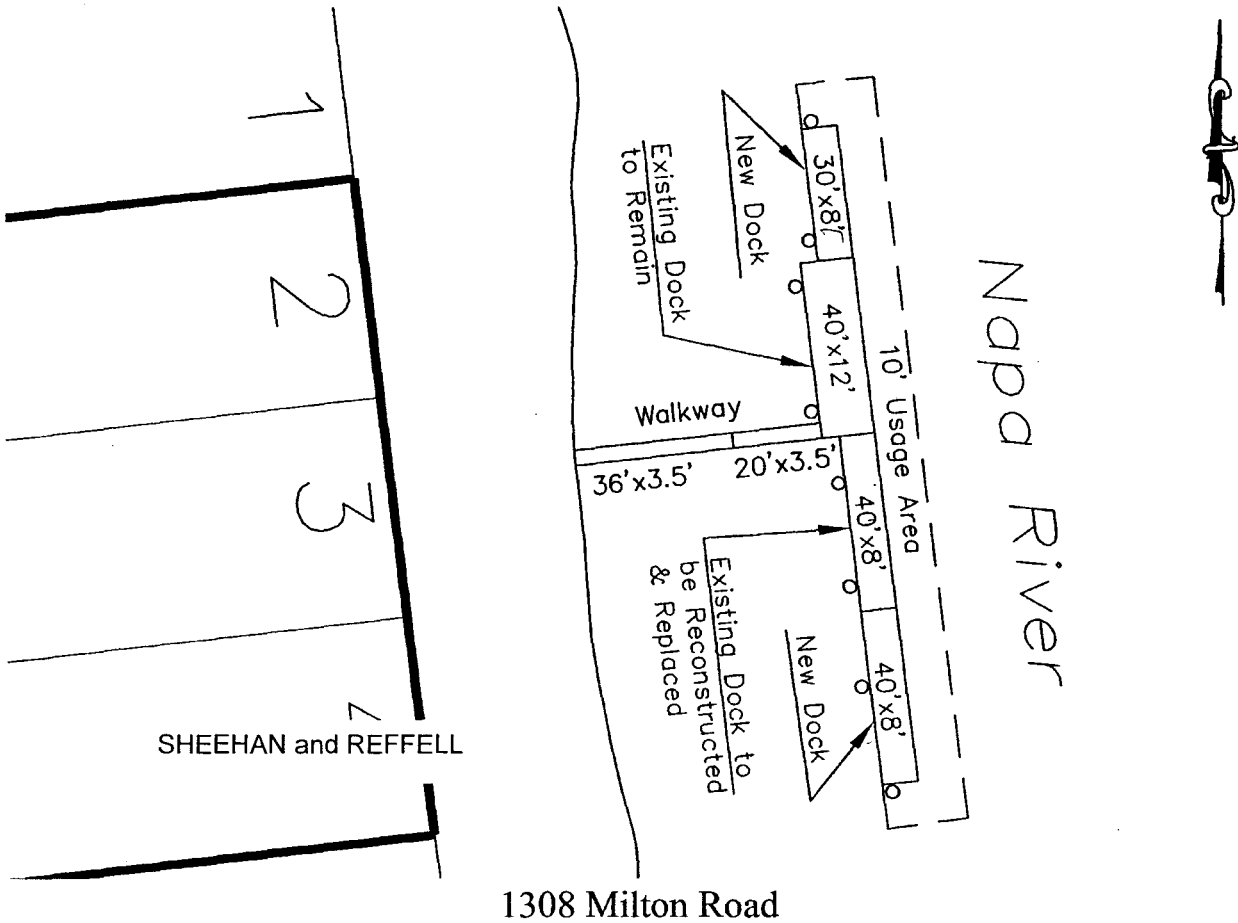 1
2
3
SHEEHAN and REFFELL
Existing Dock
to Remain
New Dock
30'x8'
40'x12'
10' Usage Area
Walkway
36'x3.5'
20'x3.5'
40'x8'
40'x8'
Existing Dock to
be Reconstructed
& Replaced
New Dock
Napa River
1308 Milton Road